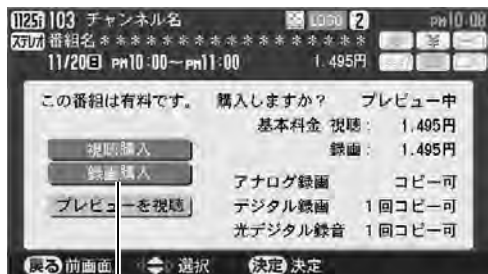 1125i 103 チャンネル名 LOGO 2 PM10:08
ステレオ 番組名＊＊＊＊＊＊＊＊＊＊＊＊＊＊＊＊＊ ¥
11/20日 PM10:00～PM11:00 1.495円
この番組は有料です。 購入しますか？ プレビュー中
基本料金 視聴： 1.495円
視聴購入 録画： 1.495円
録画購入
アナログ録画 コピー可
プレビューを視聴 デジタル録画 1回コピー可
光デジタル録音 1回コピー可
戻る 前画面 選択 決定 決定